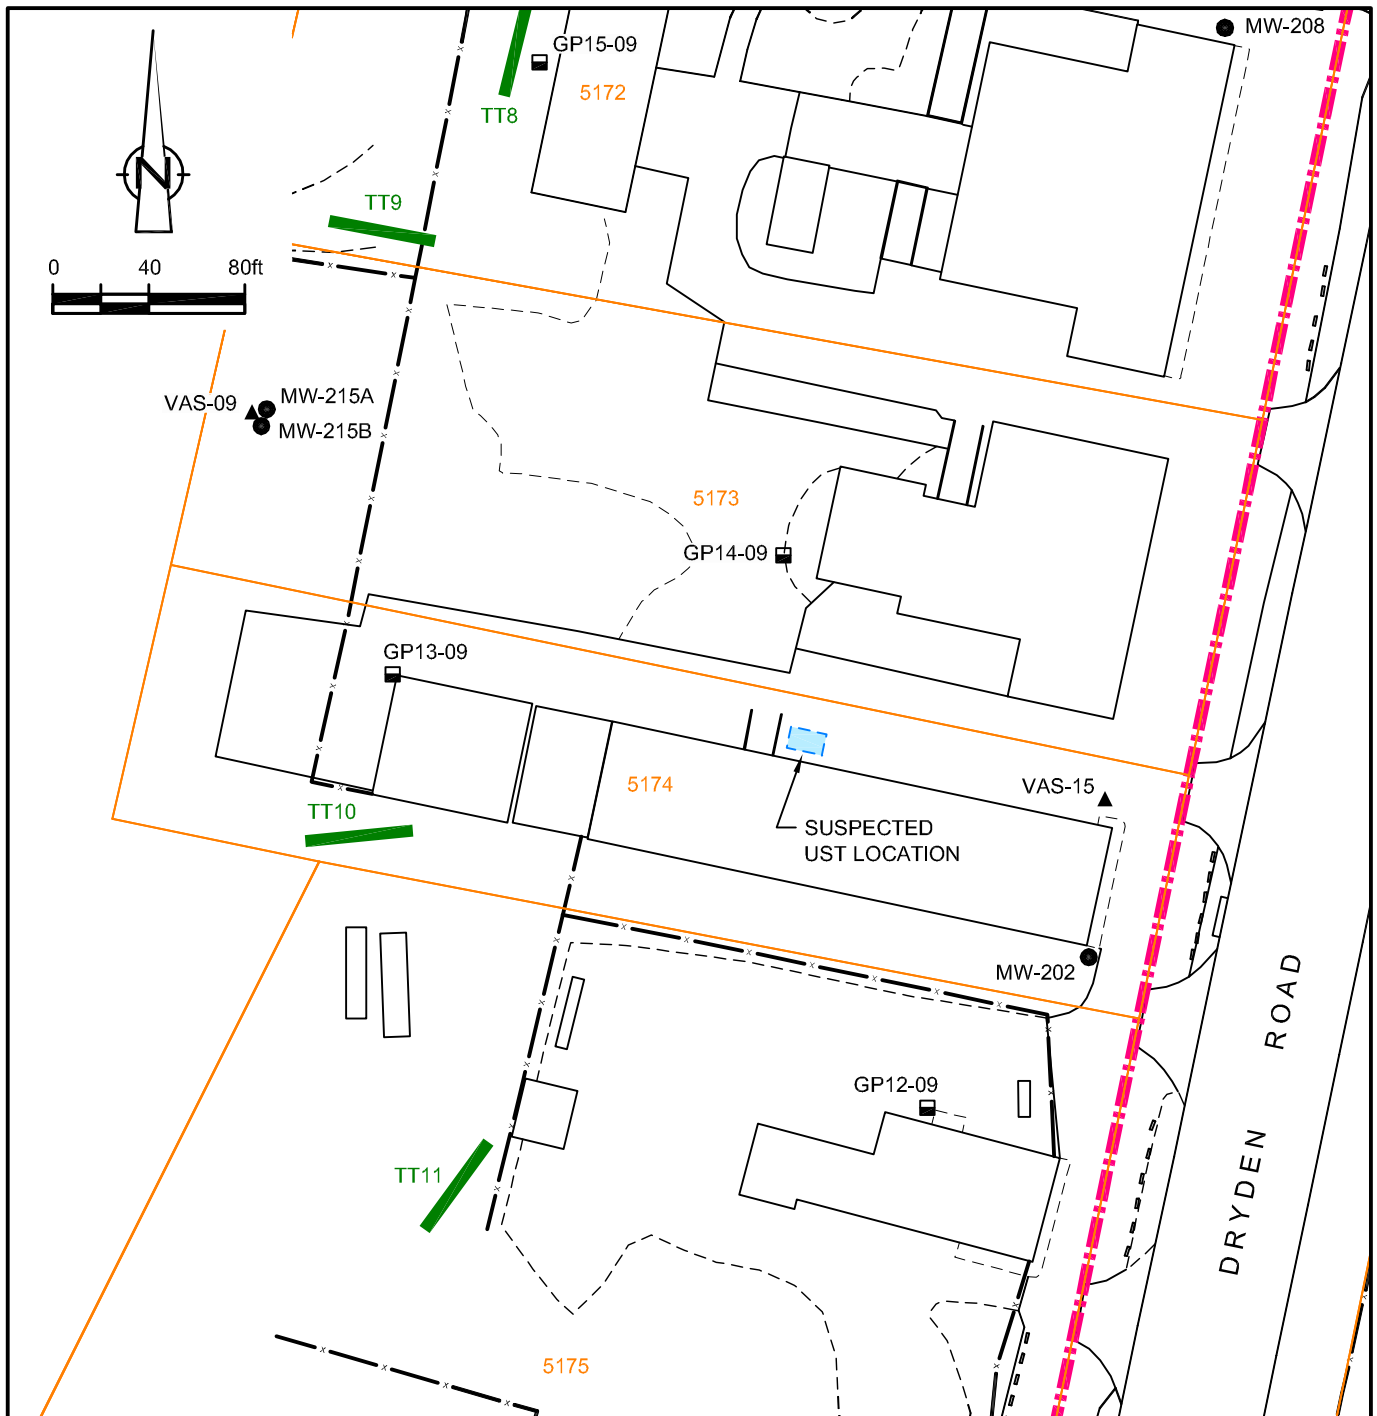 MW-208
GP15-09
5172
TT8
N
TT9
0 40 80ft
MW-215A
VAS-09
MW-215B
5173
GP14-09
GP13-09
5174
VAS-15
TT10
SUSPECTED
UST LOCATION
MW-202
GP12-09
TT11
DRYDEN ROAD
5175